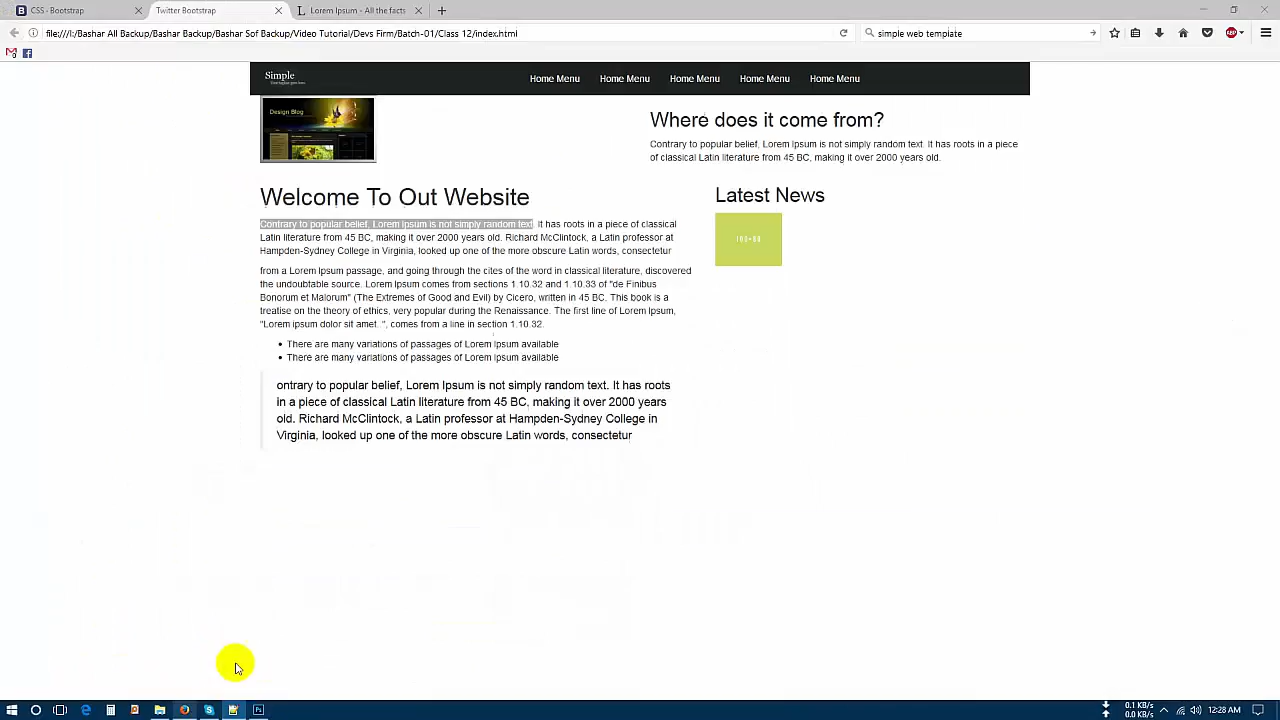 CSS · Bootstrap
Twitter Bootstrap
Lorem Ipsum - All the facts
file:///I:/Bashar All Backup/Bashar Backup/Bashar Sof Backup/Video Tutorial/Devs Firm/Batch-01/Class 12/index.html
simple web template
ABP
Simple
Home Menu Home Menu Home Menu Home Menu Home Menu
Design Blog
Where does it come from?
Contrary to popular belief, Lorem Ipsum is not simply random text. It has roots in a piece
of classical Latin literature from 45 BC, making it over 2000 years old.
Welcome To Out Website
Contrary to popular belief, Lorem Ipsum is not simply random text. It has roots in a piece of classical
Latin literature from 45 BC, making it over 2000 years old. Richard McClintock, a Latin professor at
Hampden-Sydney College in Virginia, looked up one of the more obscure Latin words, consectetur
from a Lorem Ipsum passage, and going through the cites of the word in classical literature, discovered
the undoubtable source. Lorem Ipsum comes from sections 1.10.32 and 1.10.33 of "de Finibus
Bonorum et Malorum" (The Extremes of Good and Evil) by Cicero, written in 45 BC. This book is a
treatise on the theory of ethics, very popular during the Renaissance. The first line of Lorem Ipsum,
"Lorem ipsum dolor sit amet. .", comes from a line in section 1.10.32.
There are many variations of passages of Lorem Ipsum available
There are many variations of passages of Lorem Ipsum available
ontrary to popular belief, Lorem Ipsum is not simply random text. It has roots
in a piece of classical Latin literature from 45 BC, making it over 2000 years
old. Richard McClintock, a Latin professor at Hampden-Sydney College in
Virginia, looked up one of the more obscure Latin words, consectetur
Latest News
100×80
0.1 KB/s
0.0 KB/s
12:28 AM